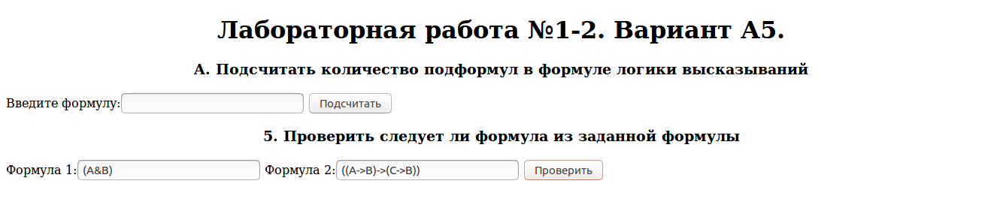 Лабораторная работа №1-2. Вариант А5.
А. Подсчитать количество подформул в формуле логики высказываний
Введите формулу: Подсчитать
5. Проверить следует ли формула из заданной формулы
Формула 1: (A&B) Формула 2: ((A->B)->(C->B)) Проверить